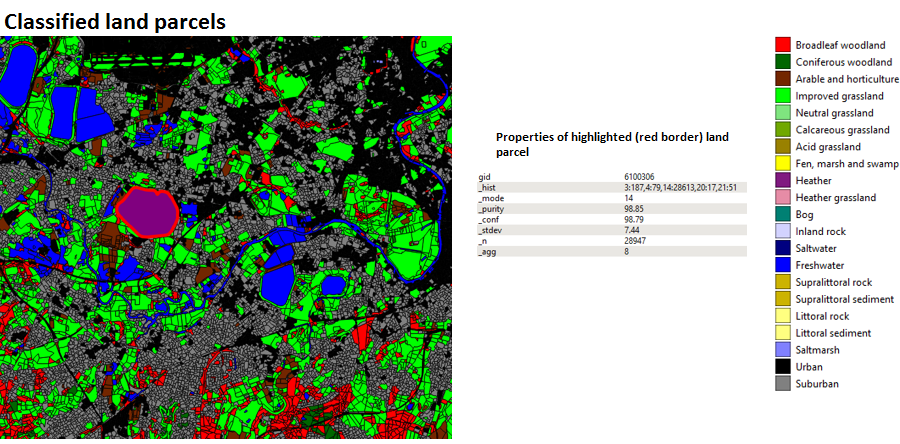 Classified land parcels
Properties of highlighted (red border) land
parcel
gid 6100306
_hist 3:187,4:79,14:28613,20:17,21:51
_mode 14
_purity 98.85
_conf 98.79
_stdev 7.44
_n 28947
_agg 8
Broadleaf woodland
Coniferous woodland
Arable and horticulture
Improved grassland
Neutral grassland
Calcareous grassland
Acid grassland
Fen, marsh and swamp
Heather
Heather grassland
Bog
Inland rock
Saltwater
Freshwater
Supralittoral rock
Supralittoral sediment
Littoral rock
Littoral sediment
Saltmarsh
Urban
Suburban